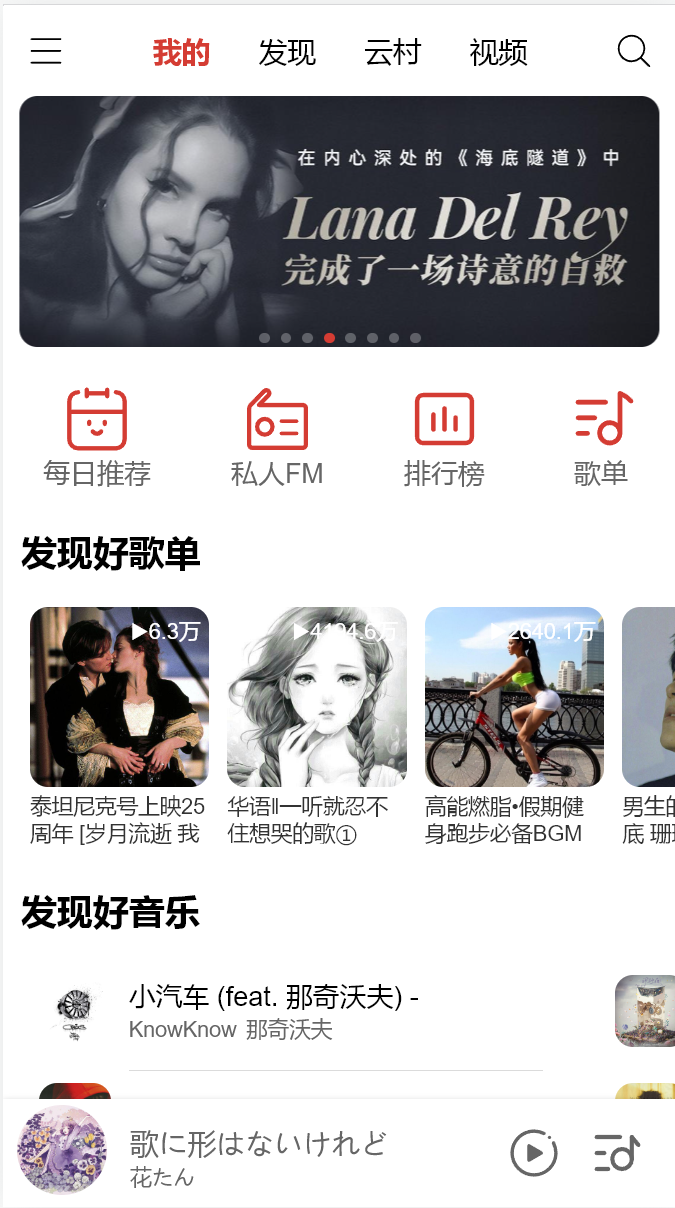 我的 发现 云村 视频
在内心深处的《海底隧道》中
Lana Del Rey
完成了一场诗意的自救
每日推荐 私人FM 排行榜 歌单
发现好歌单
▶6.3万 ▶4194.6万 ▶2640.1万
泰坦尼克号上映25
周年 [岁月流逝 我
华语‖一听就忍不
住想哭的歌①
高能燃脂•假期健
身跑步必备BGM
男生的
底 珊珊
发现好音乐
小汽车 (feat. 那奇沃夫) -
KnowKnow 那奇沃夫
歌に形はないけれど
花たん